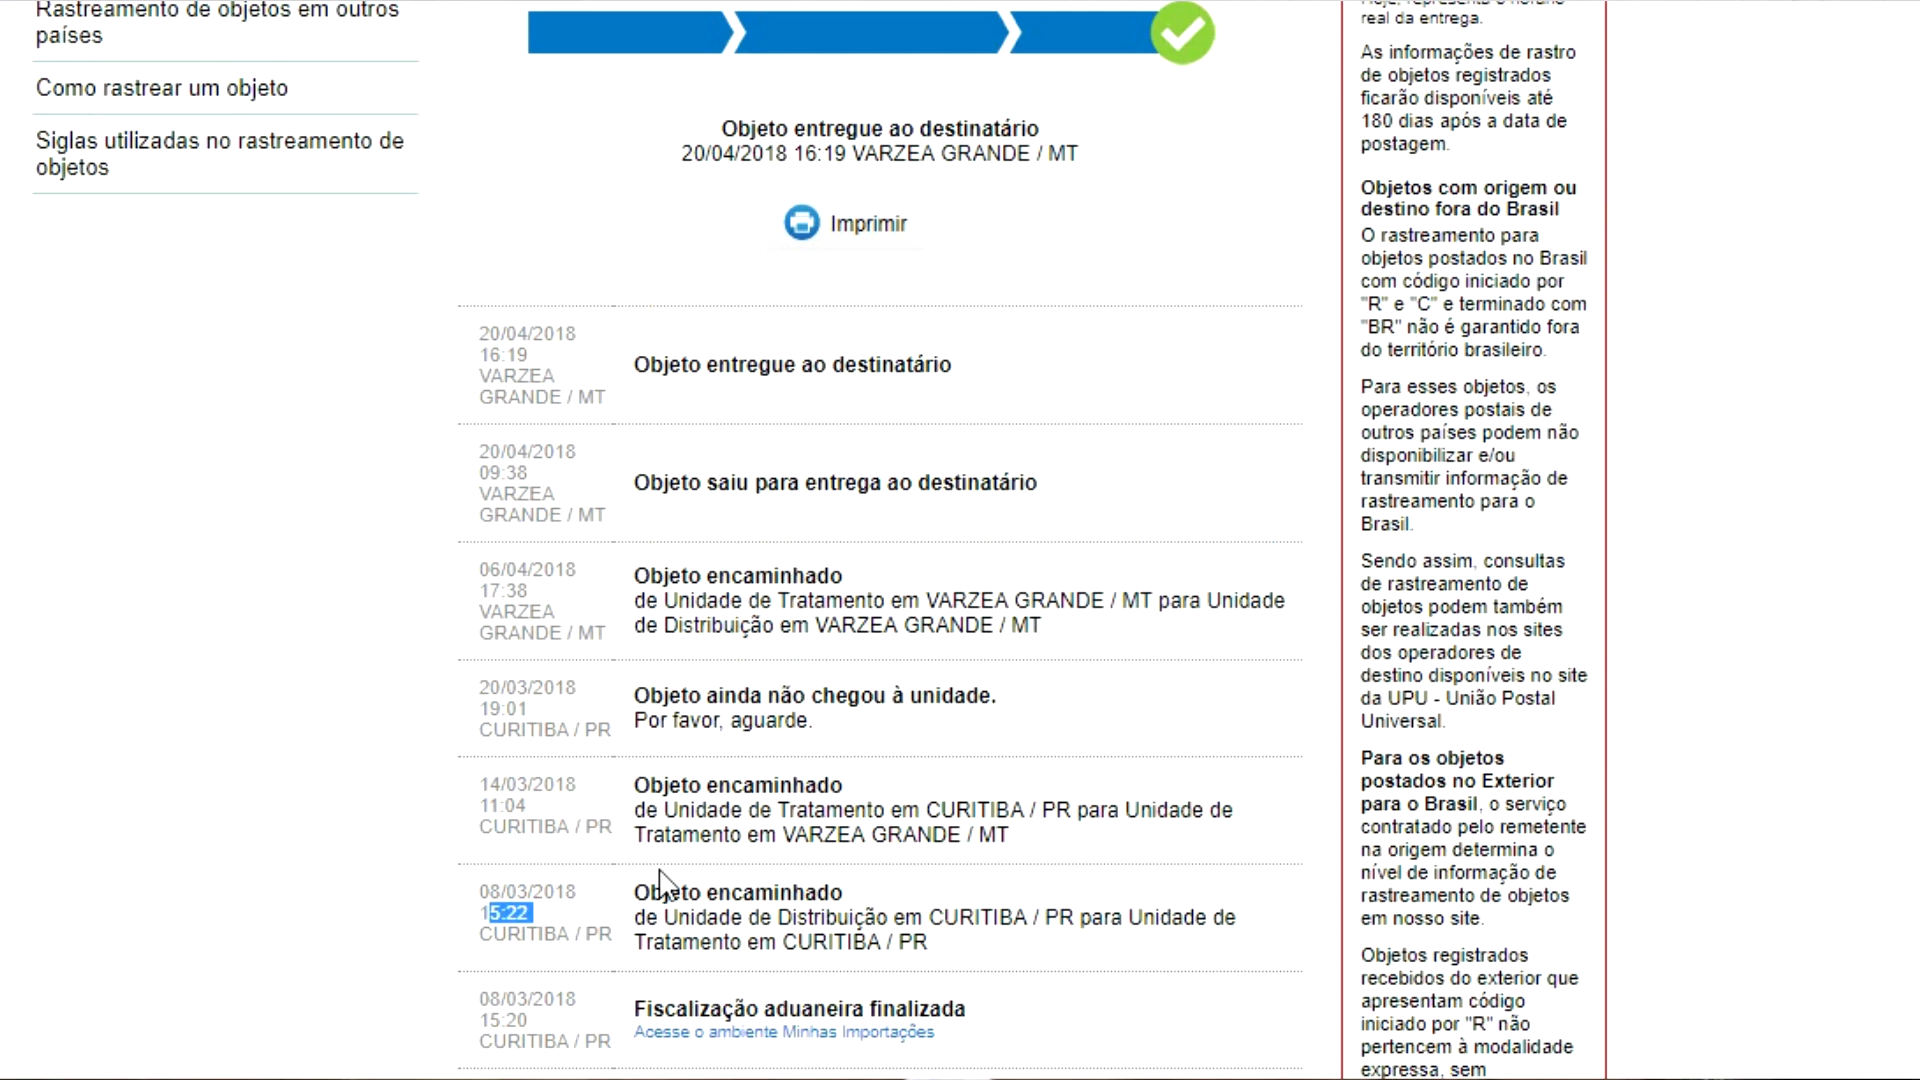 Rastreamento de objetos em outros
países
Como rastrear um objeto
Siglas utilizadas no rastreamento de
objetos
Objeto entregue ao destinatário
20/04/2018 16:19 VARZEA GRANDE / MT
Imprimir
20/04/2018
16:19
VARZEA
GRANDE / MT
Objeto entregue ao destinatário
20/04/2018
09:38
VARZEA
GRANDE / MT
Objeto saiu para entrega ao destinatário
06/04/2018
17:38
VARZEA
GRANDE / MT
Objeto encaminhado
de Unidade de Tratamento em VARZEA GRANDE / MT para Unidade
de Distribuição em VARZEA GRANDE / MT
20/03/2018
19:01
CURITIBA / PR
Objeto ainda não chegou à unidade.
Por favor, aguarde.
14/03/2018
11:04
CURITIBA / PR
Objeto encaminhado
de Unidade de Tratamento em CURITIBA / PR para Unidade de
Tratamento em VARZEA GRANDE / MT
08/03/2018
15:22
CURITIBA / PR
Objeto encaminhado
de Unidade de Distribuição em CURITIBA / PR para Unidade de
Tratamento em CURITIBA / PR
08/03/2018
15:20
CURITIBA / PR
Fiscalização aduaneira finalizada
Acesse o ambiente Minhas Importações
real da entrega.
As informações de rastro
de objetos registrados
ficarão disponíveis até
180 dias após a data de
postagem.
Objetos com origem ou
destino fora do Brasil
O rastreamento para
objetos postados no Brasil
com código iniciado por
"R" e "C" e terminado com
"BR" não é garantido fora
do território brasileiro.
Para esses objetos, os
operadores postais de
outros países podem não
disponibilizar e/ou
transmitir informação de
rastreamento para o
Brasil.
Sendo assim, consultas
de rastreamento de
objetos podem também
ser realizadas nos sites
dos operadores de
destino disponíveis no site
da UPU - União Postal
Universal.
Para os objetos
postados no Exterior
para o Brasil, o serviço
contratado pelo remetente
na origem determina o
nível de informação de
rastreamento de objetos
em nosso site.
Objetos registrados
recebidos do exterior que
apresentam código
iniciado por "R" não
pertencem à modalidade
expressa, sem